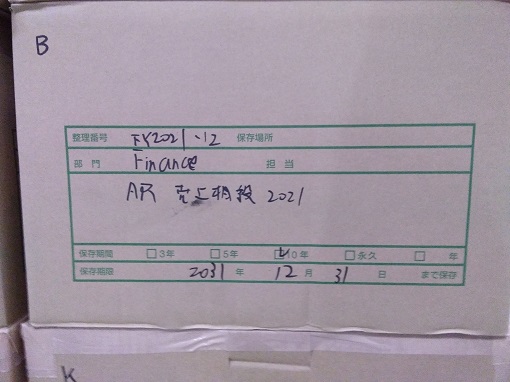 B
整理番号 FY2021-12 保存場所
部 門 Finance 担 当
AR 売上相殺 2021
保存期間 □3年 □5年 ☑10年 □永久 □ 年
保存期限 2031 年 12 月 31 日 まで保存
K